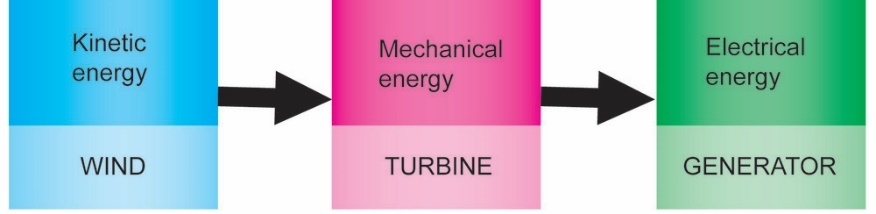 Kinetic
energy
WIND
Mechanical
energy
TURBINE
Electrical
energy
GENERATOR